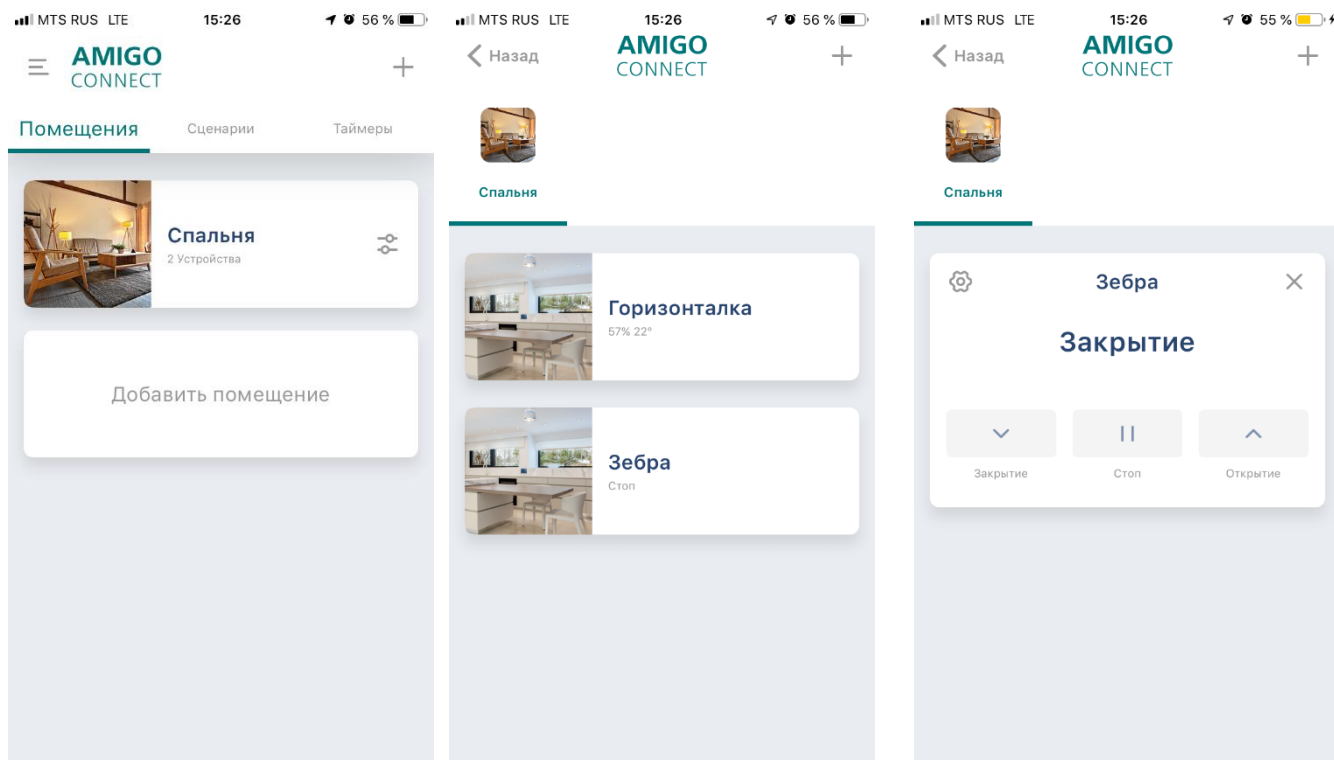 MTS RUS LTE 15:26 56 %
AMIGO
CONNECT
Помещения Сценарии Таймеры
Спальня
2 Устройства
Добавить помещение
MTS RUS LTE 15:26 56 %
Назад
AMIGO
CONNECT
Спальня
Горизонталка
57% 22°
Зебра
Стоп
MTS RUS LTE 15:26 55 %
Назад
AMIGO
CONNECT
Спальня
Зебра
Закрытие
Закрытие Стоп Открытие